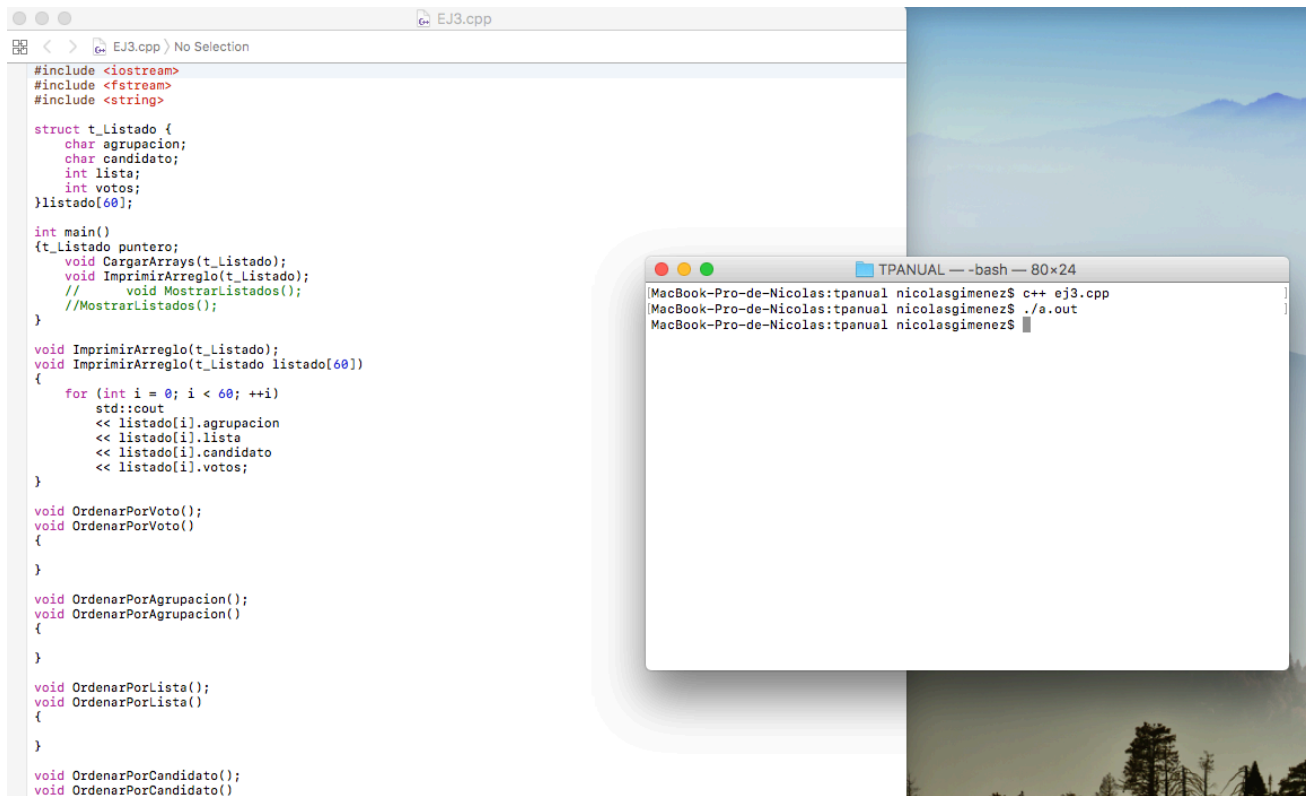 EJ3.cpp
EJ3.cpp 〉 No Selection
#include <iostream>
#include <fstream>
#include <string>
struct t_Listado {
    char agrupacion;
    char candidato;
    int lista;
    int votos;
}listado[60];
int main()
{t_Listado puntero;
    void CargarArrays(t_Listado);
    void ImprimirArreglo(t_Listado);
    //      void MostrarListados();
    //MostrarListados();
}
void ImprimirArreglo(t_Listado);
void ImprimirArreglo(t_Listado listado[60])
{
    for (int i = 0; i < 60; ++i)
        std::cout
        << listado[i].agrupacion
        << listado[i].lista
        << listado[i].candidato
        << listado[i].votos;
}
void OrdenarPorVoto();
void OrdenarPorVoto()
{
}
void OrdenarPorAgrupacion();
void OrdenarPorAgrupacion()
{
}
void OrdenarPorLista();
void OrdenarPorLista()
{
}
void OrdenarPorCandidato();
void OrdenarPorCandidato()
TPANUAL — -bash — 80×24
[MacBook-Pro-de-Nicolas:tpanual nicolasgimenez$ c++ ej3.cpp ]
[MacBook-Pro-de-Nicolas:tpanual nicolasgimenez$ ./a.out ]
MacBook-Pro-de-Nicolas:tpanual nicolasgimenez$